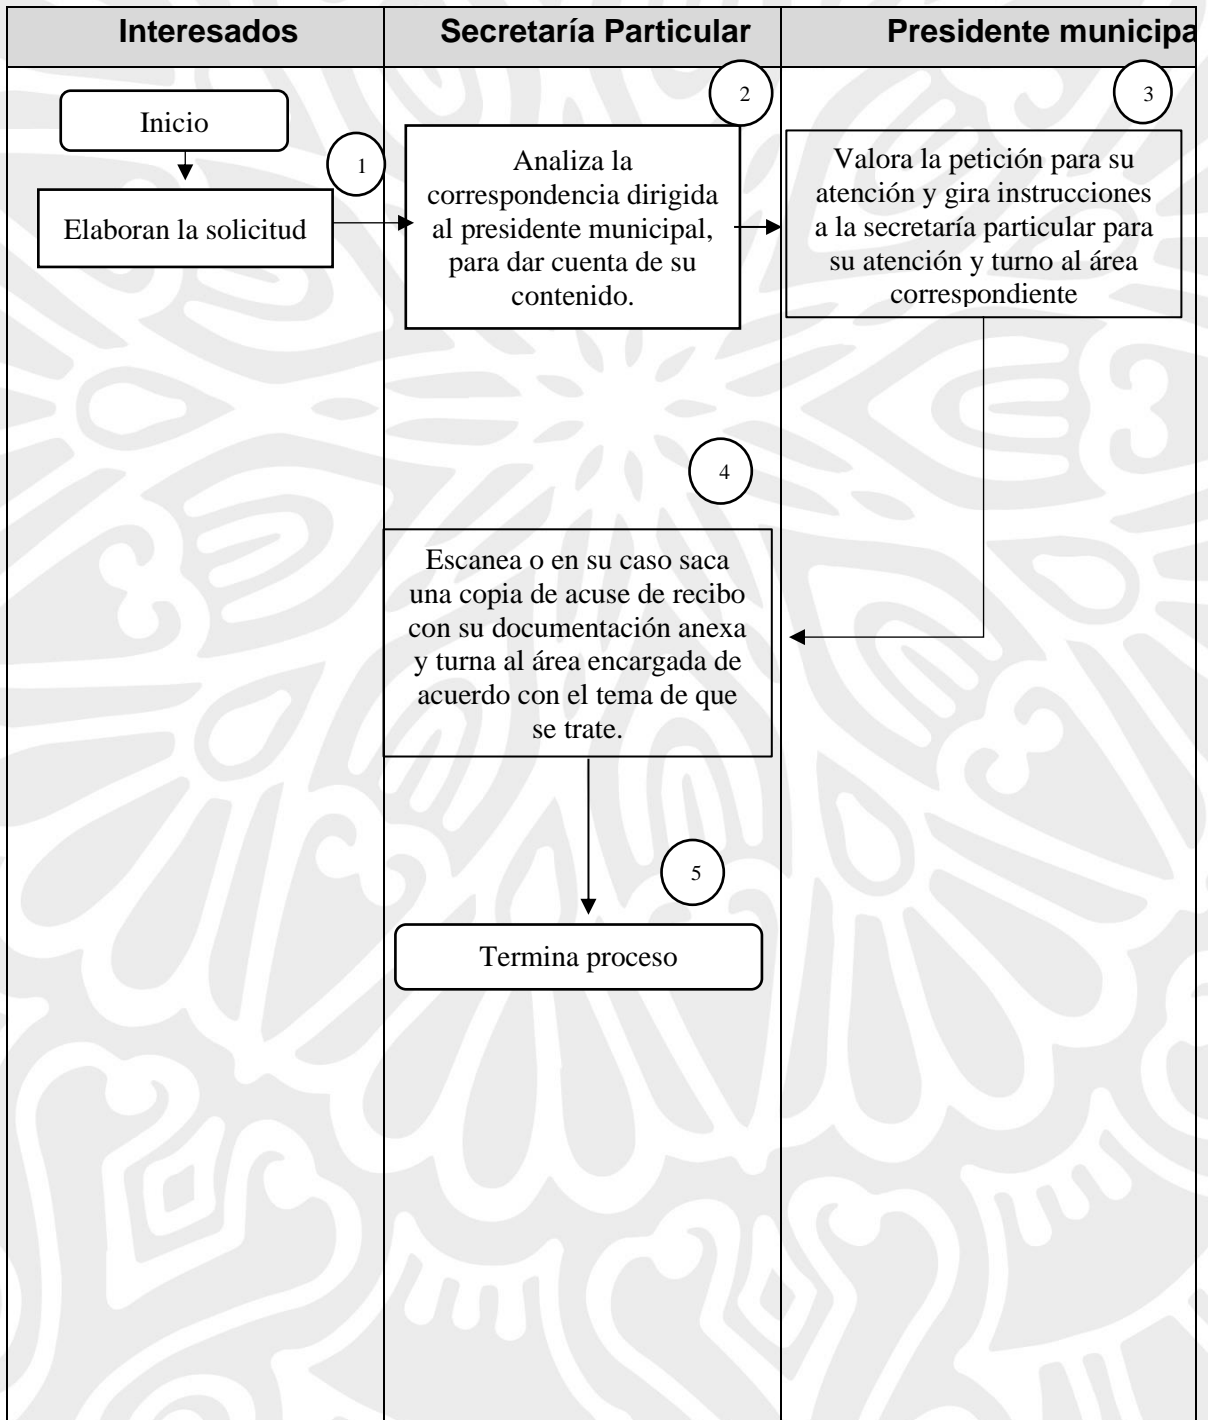 Interesados
Secretaría Particular
Presidente municipa
Inicio
1
Elaboran la solicitud
2
Analiza la
correspondencia dirigida
al presidente municipal,
para dar cuenta de su
contenido.
3
Valora la petición para su
atención y gira instrucciones
a la secretaría particular para
su atención y turno al área
correspondiente
4
Escanea o en su caso saca
una copia de acuse de recibo
con su documentación anexa
y turna al área encargada de
acuerdo con el tema de que
se trate.
5
Termina proceso